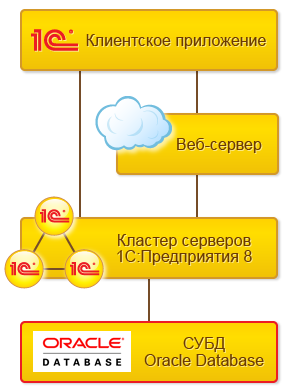 1С Клиентское приложение
Веб-сервер
1С
1С
1С
Кластер серверов
1С:Предприятия 8
ORACLE®
DATABASE
СУБД
Oracle Database